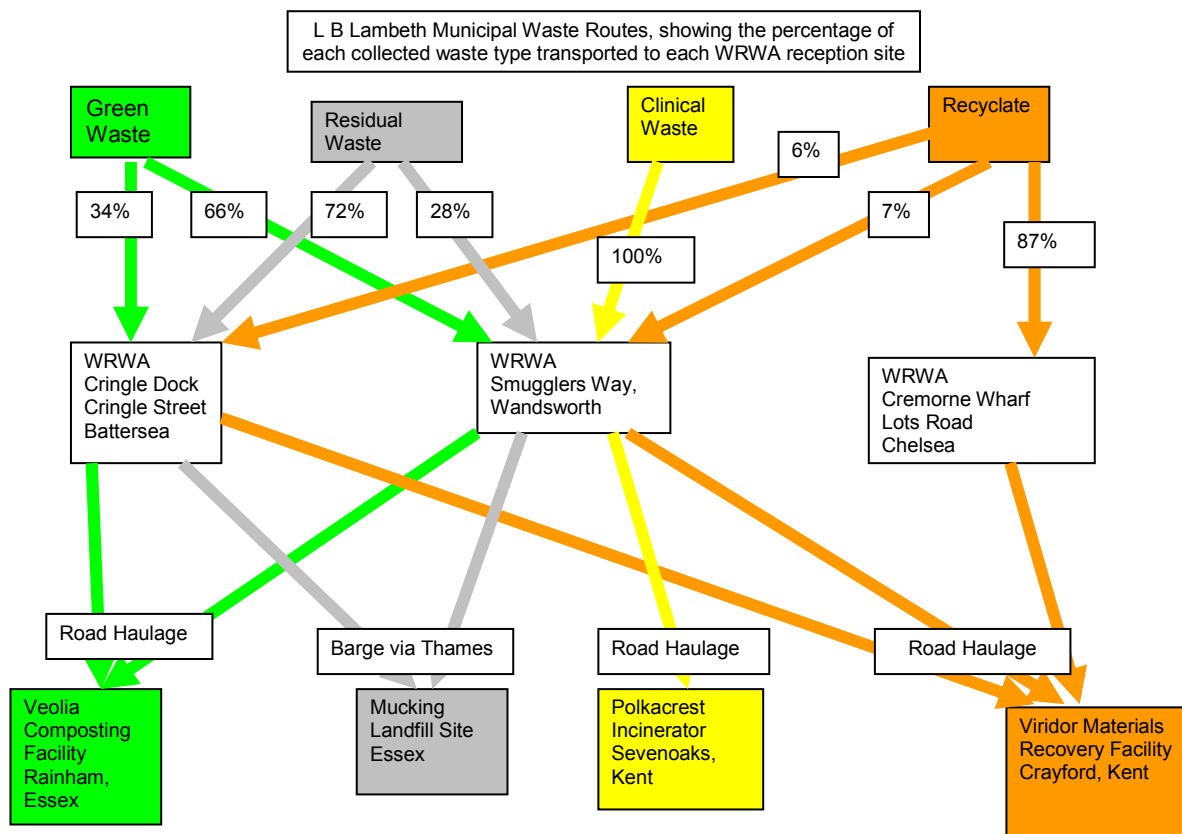 L B Lambeth Municipal Waste Routes, showing the percentage of
each collected waste type transported to each WRWA reception site
Green
Waste
Residual
Waste
Clinical
Waste
Recyclate
34%
66%
72%
28%
100%
6%
7%
87%
WRWA
Cringle Dock
Cringle Street
Battersea
WRWA
Smugglers Way,
Wandsworth
WRWA
Cremorne Wharf
Lots Road
Chelsea
Road Haulage
Barge via Thames
Road Haulage
Road Haulage
Veolia
Composting
Facility
Rainham,
Essex
Mucking
Landfill Site
Essex
Polkacrest
Incinerator
Sevenoaks,
Kent
Viridor Materials
Recovery Facility
Crayford, Kent